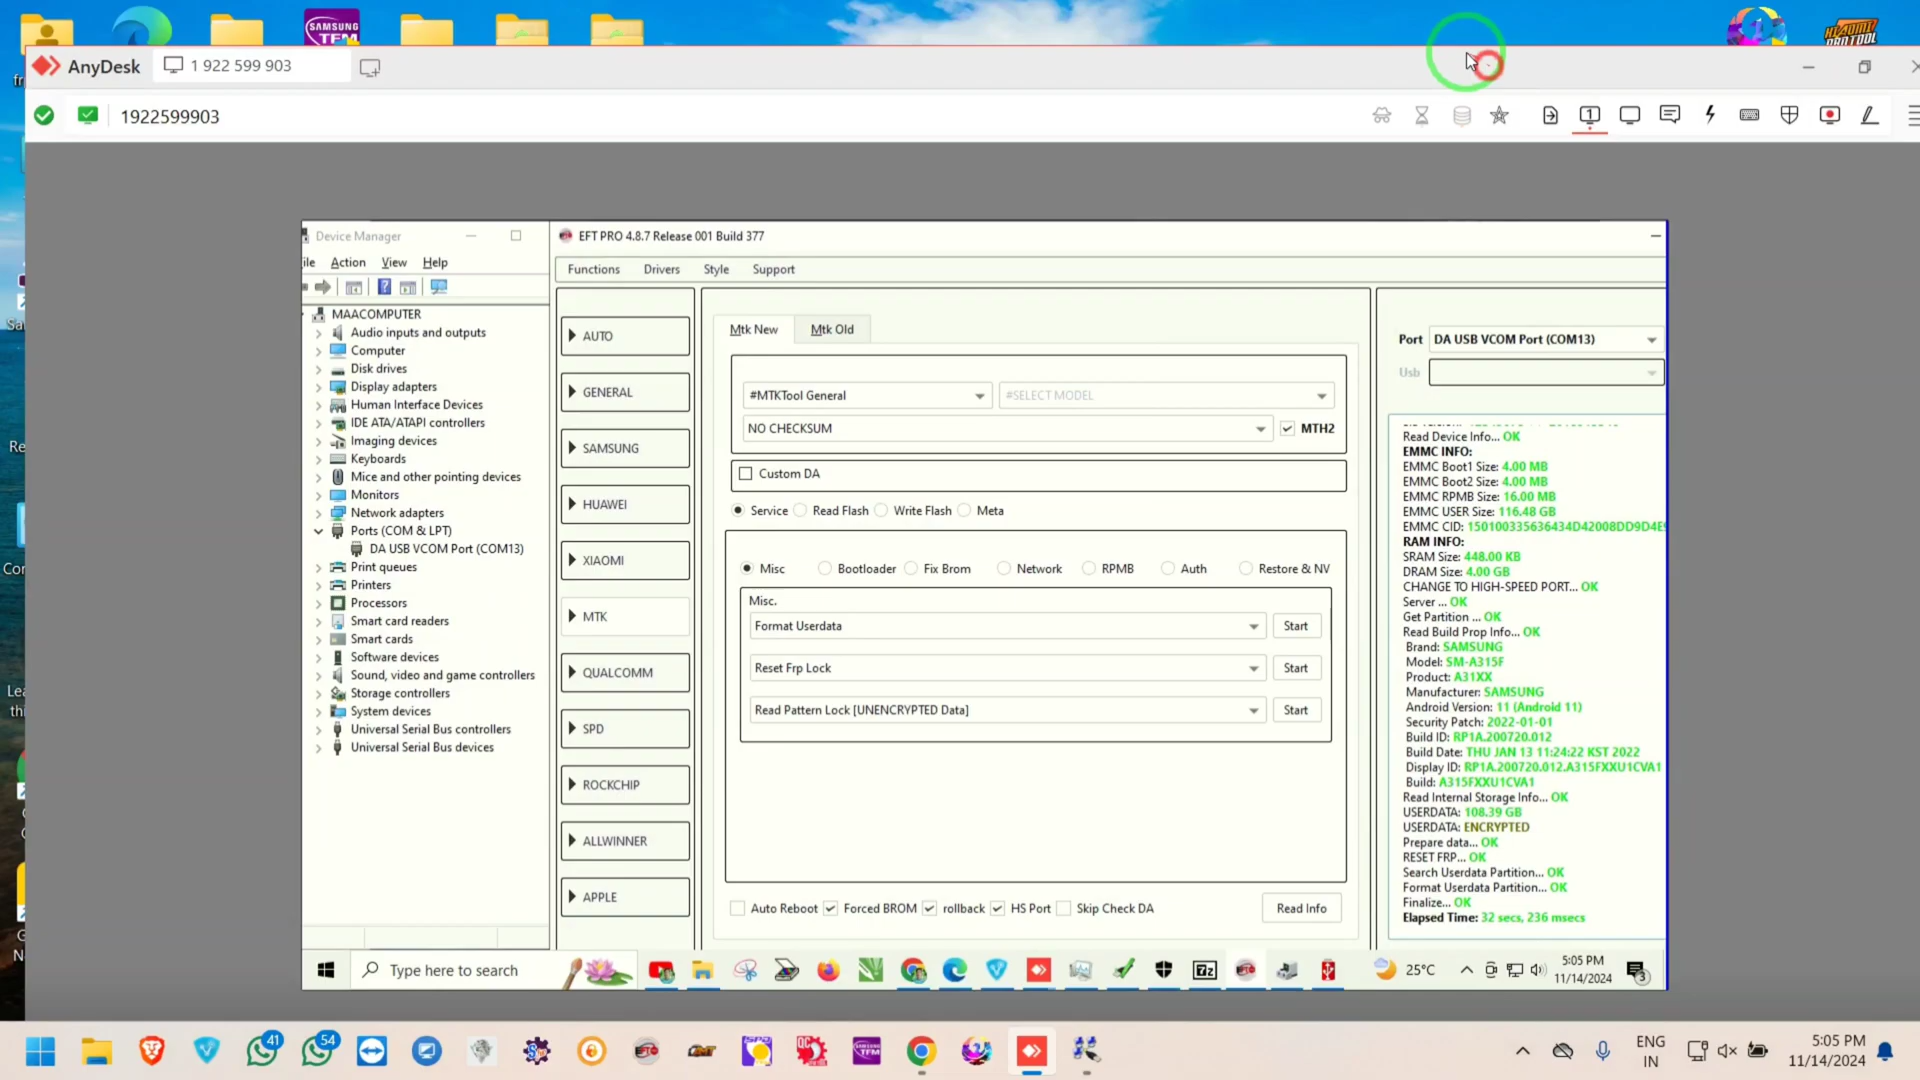 SAMSUNG
TFM
AnyDesk
1 922 599 903
1922599903
1
Device Manager
EFT PRO 4.8.7 Release 001 Build 377
ile Action View Help
Functions Drivers Style Support
MAACOMPUTER
Audio inputs and outputs
Computer
Disk drives
Display adapters
Human Interface Devices
IDE ATA/ATAPI controllers
Imaging devices
Keyboards
Mice and other pointing devices
Monitors
Network adapters
Ports (COM & LPT)
DA USB VCOM Port (COM13)
Print queues
Printers
Processors
Smart card readers
Smart cards
Software devices
Sound, video and game controllers
Storage controllers
System devices
Universal Serial Bus controllers
Universal Serial Bus devices
AUTO
GENERAL
SAMSUNG
HUAWEI
XIAOMI
MTK
QUALCOMM
SPD
ROCKCHIP
ALLWINNER
APPLE
Mtk New Mtk Old
#MTKTool General #SELECT MODEL
NO CHECKSUM MTH2
Custom DA
Service Read Flash Write Flash Meta
Misc Bootloader Fix Brom Network RPMB Auth Restore & NV
Misc.
Format Userdata Start
Reset Frp Lock Start
Read Pattern Lock [UNENCRYPTED Data] Start
Auto Reboot Forced BROM rollback HS Port Skip Check DA Read Info
Port DA USB VCOM Port (COM13)
Usb
Read Device Info... OK
EMMC INFO:
EMMC Boot1 Size: 4.00 MB
EMMC Boot2 Size: 4.00 MB
EMMC RPMB Size: 16.00 MB
EMMC USER Size: 116.48 GB
EMMC CID: 150100335636434D42008DD9D4E9
RAM INFO:
SRAM Size: 448.00 KB
DRAM Size: 4.00 GB
CHANGE TO HIGH-SPEED PORT... OK
Server ... OK
Get Partition ... OK
Read Build Prop Info... OK
Brand: SAMSUNG
Model: SM-A315F
Product: A31XX
Manufacturer: SAMSUNG
Android Version: 11 (Android 11)
Security Patch: 2022-01-01
Build ID: RP1A.200720.012
Build Date: THU JAN 13 11:24:22 KST 2022
Display ID: RP1A.200720.012.A315FXXU1CVA1
Build: A315FXXU1CVA1
Read Internal Storage Info... OK
USERDATA: 108.39 GB
USERDATA: ENCRYPTED
Prepare data... OK
RESET FRP... OK
Search Userdata Partition... OK
Format Userdata Partition... OK
Finalize... OK
Elapsed Time: 32 secs, 236 msecs
Type here to search
7z
25°C
5:05 PM
11/14/2024
3
41
54
SAMSUNG
TFM
ENG
IN
5:05 PM
11/14/2024